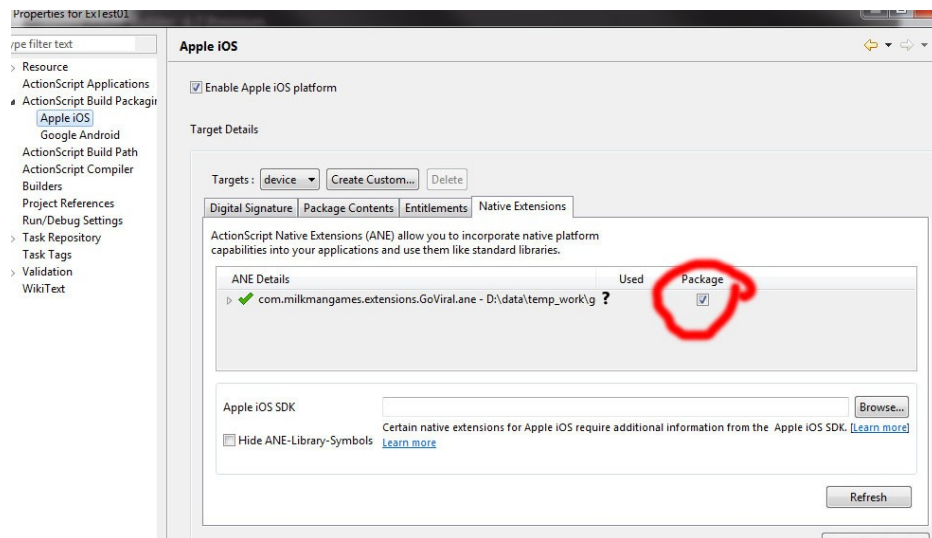 Properties for ExTest01
ype filter text
Apple iOS
Resource
ActionScript Applications
ActionScript Build Packagin
Apple iOS
Google Android
ActionScript Build Path
ActionScript Compiler
Builders
Project References
Run/Debug Settings
Task Repository
Task Tags
Validation
WikiText
Enable Apple iOS platform
Target Details
Targets : device Create Custom... Delete
Digital Signature Package Contents Entitlements Native Extensions
ActionScript Native Extensions (ANE) allow you to incorporate native platform
capabilities into your applications and use them like standard libraries.
ANE Details Used Package
com.milkmangames.extensions.GoViral.ane - D:\data\temp_work\g ?
Apple iOS SDK Browse...
Certain native extensions for Apple iOS require additional information from the Apple iOS SDK. [Learn more]
Hide ANE-Library-Symbols Learn more
Refresh